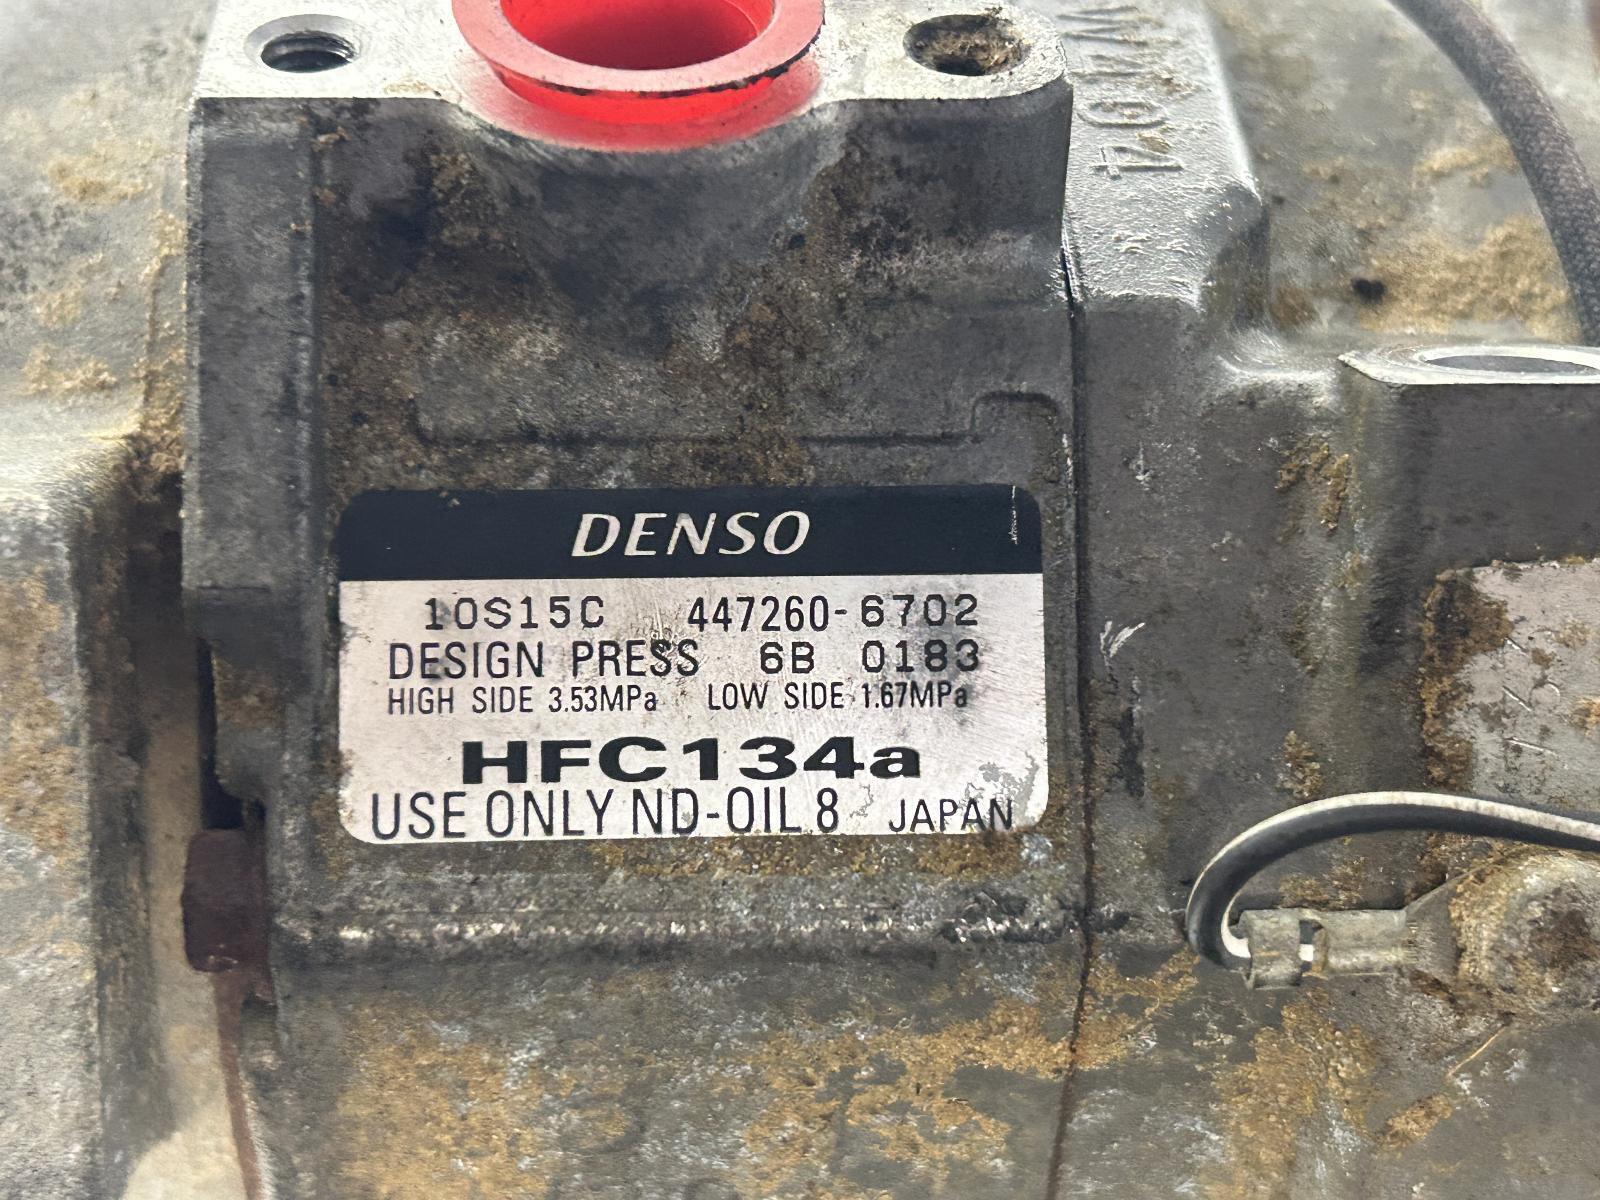 W104
DENSO
10S15C 447260-6702
DESIGN PRESS 6B 0183
HIGH SIDE 3.53MPa LOW SIDE 1.67MPa
HFC134a
USE ONLY ND-OIL 8 JAPAN